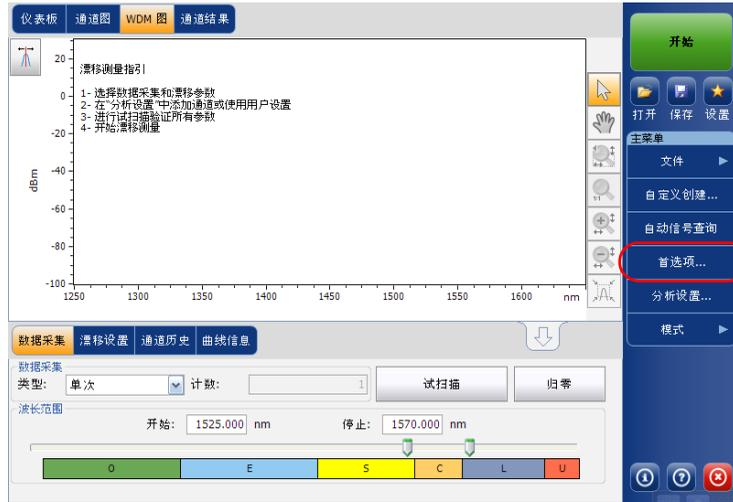 仪表板 通道图 WDM 图 通道结果
开始
20
漂移测量指引
0
1- 选择数据采集和漂移参数
2- 在"分析设置"中添加通道或使用用户设置
3- 进行试扫描验证所有参数
4- 开始漂移测量
-20
-40
dBm
-60
-80
-100
1250 1300 1350 1400 1450 1500 1550 1600 nm
1:1
打开 保存 设置
主菜单
文件
自定义创建...
自动信号查询
首选项...
分析设置...
模式
数据采集 漂移设置 通道历史 曲线信息
数据采集
类型: 单次 计数: 1 试扫描 归零
波长范围
开始: 1525.000 nm 停止: 1570.000 nm
O E S C L U